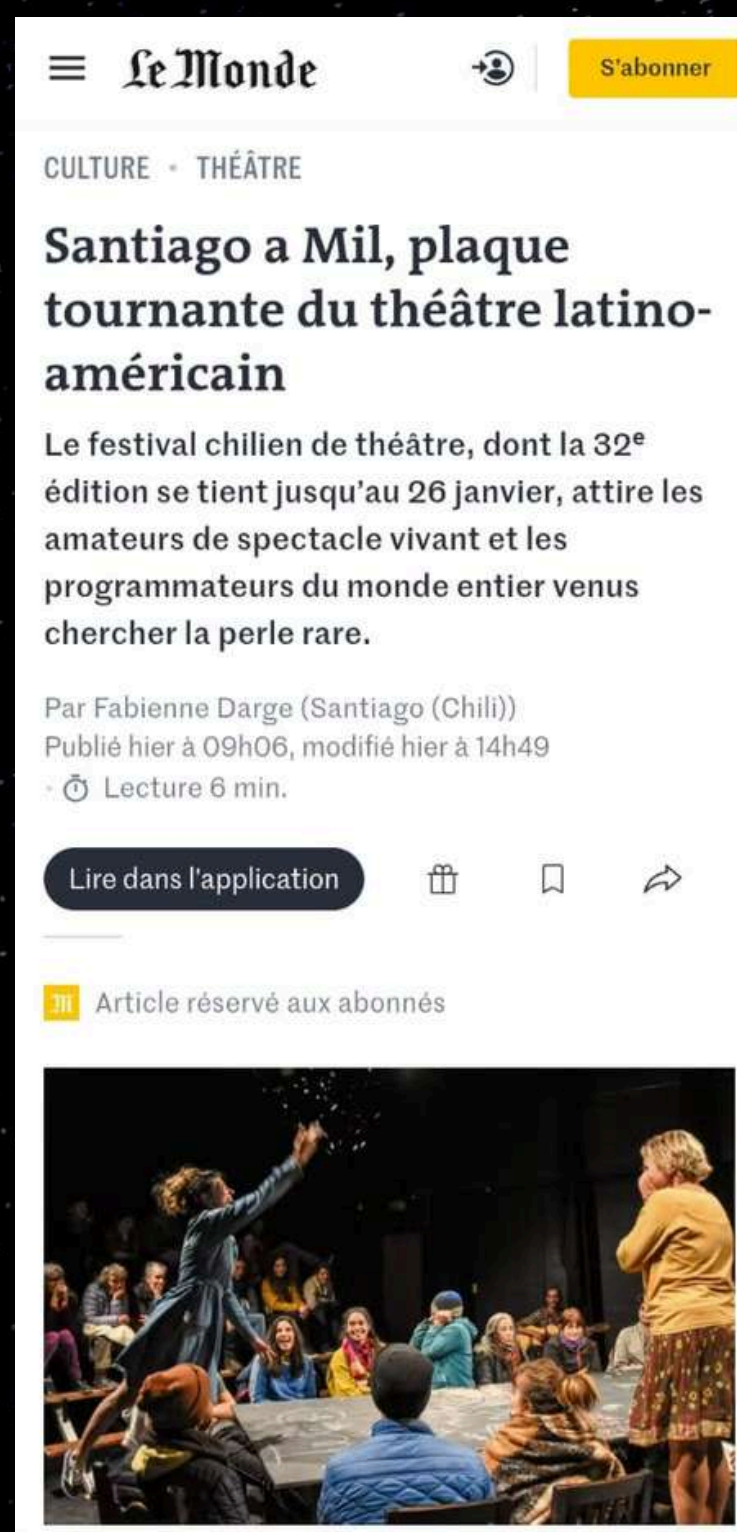 Le Monde
S'abonner
CULTURE • THÉÂTRE
Santiago a Mil, plaque
tournante du théâtre latino-
américain
Le festival chilien de théâtre, dont la 32e
édition se tient jusqu'au 26 janvier, attire les
amateurs de spectacle vivant et les
programmateurs du monde entier venus
chercher la perle rare.
Par Fabienne Darge (Santiago (Chili))
Publié hier à 09h06, modifié hier à 14h49
· Lecture 6 min.
Lire dans l'application
M Article réservé aux abonnés